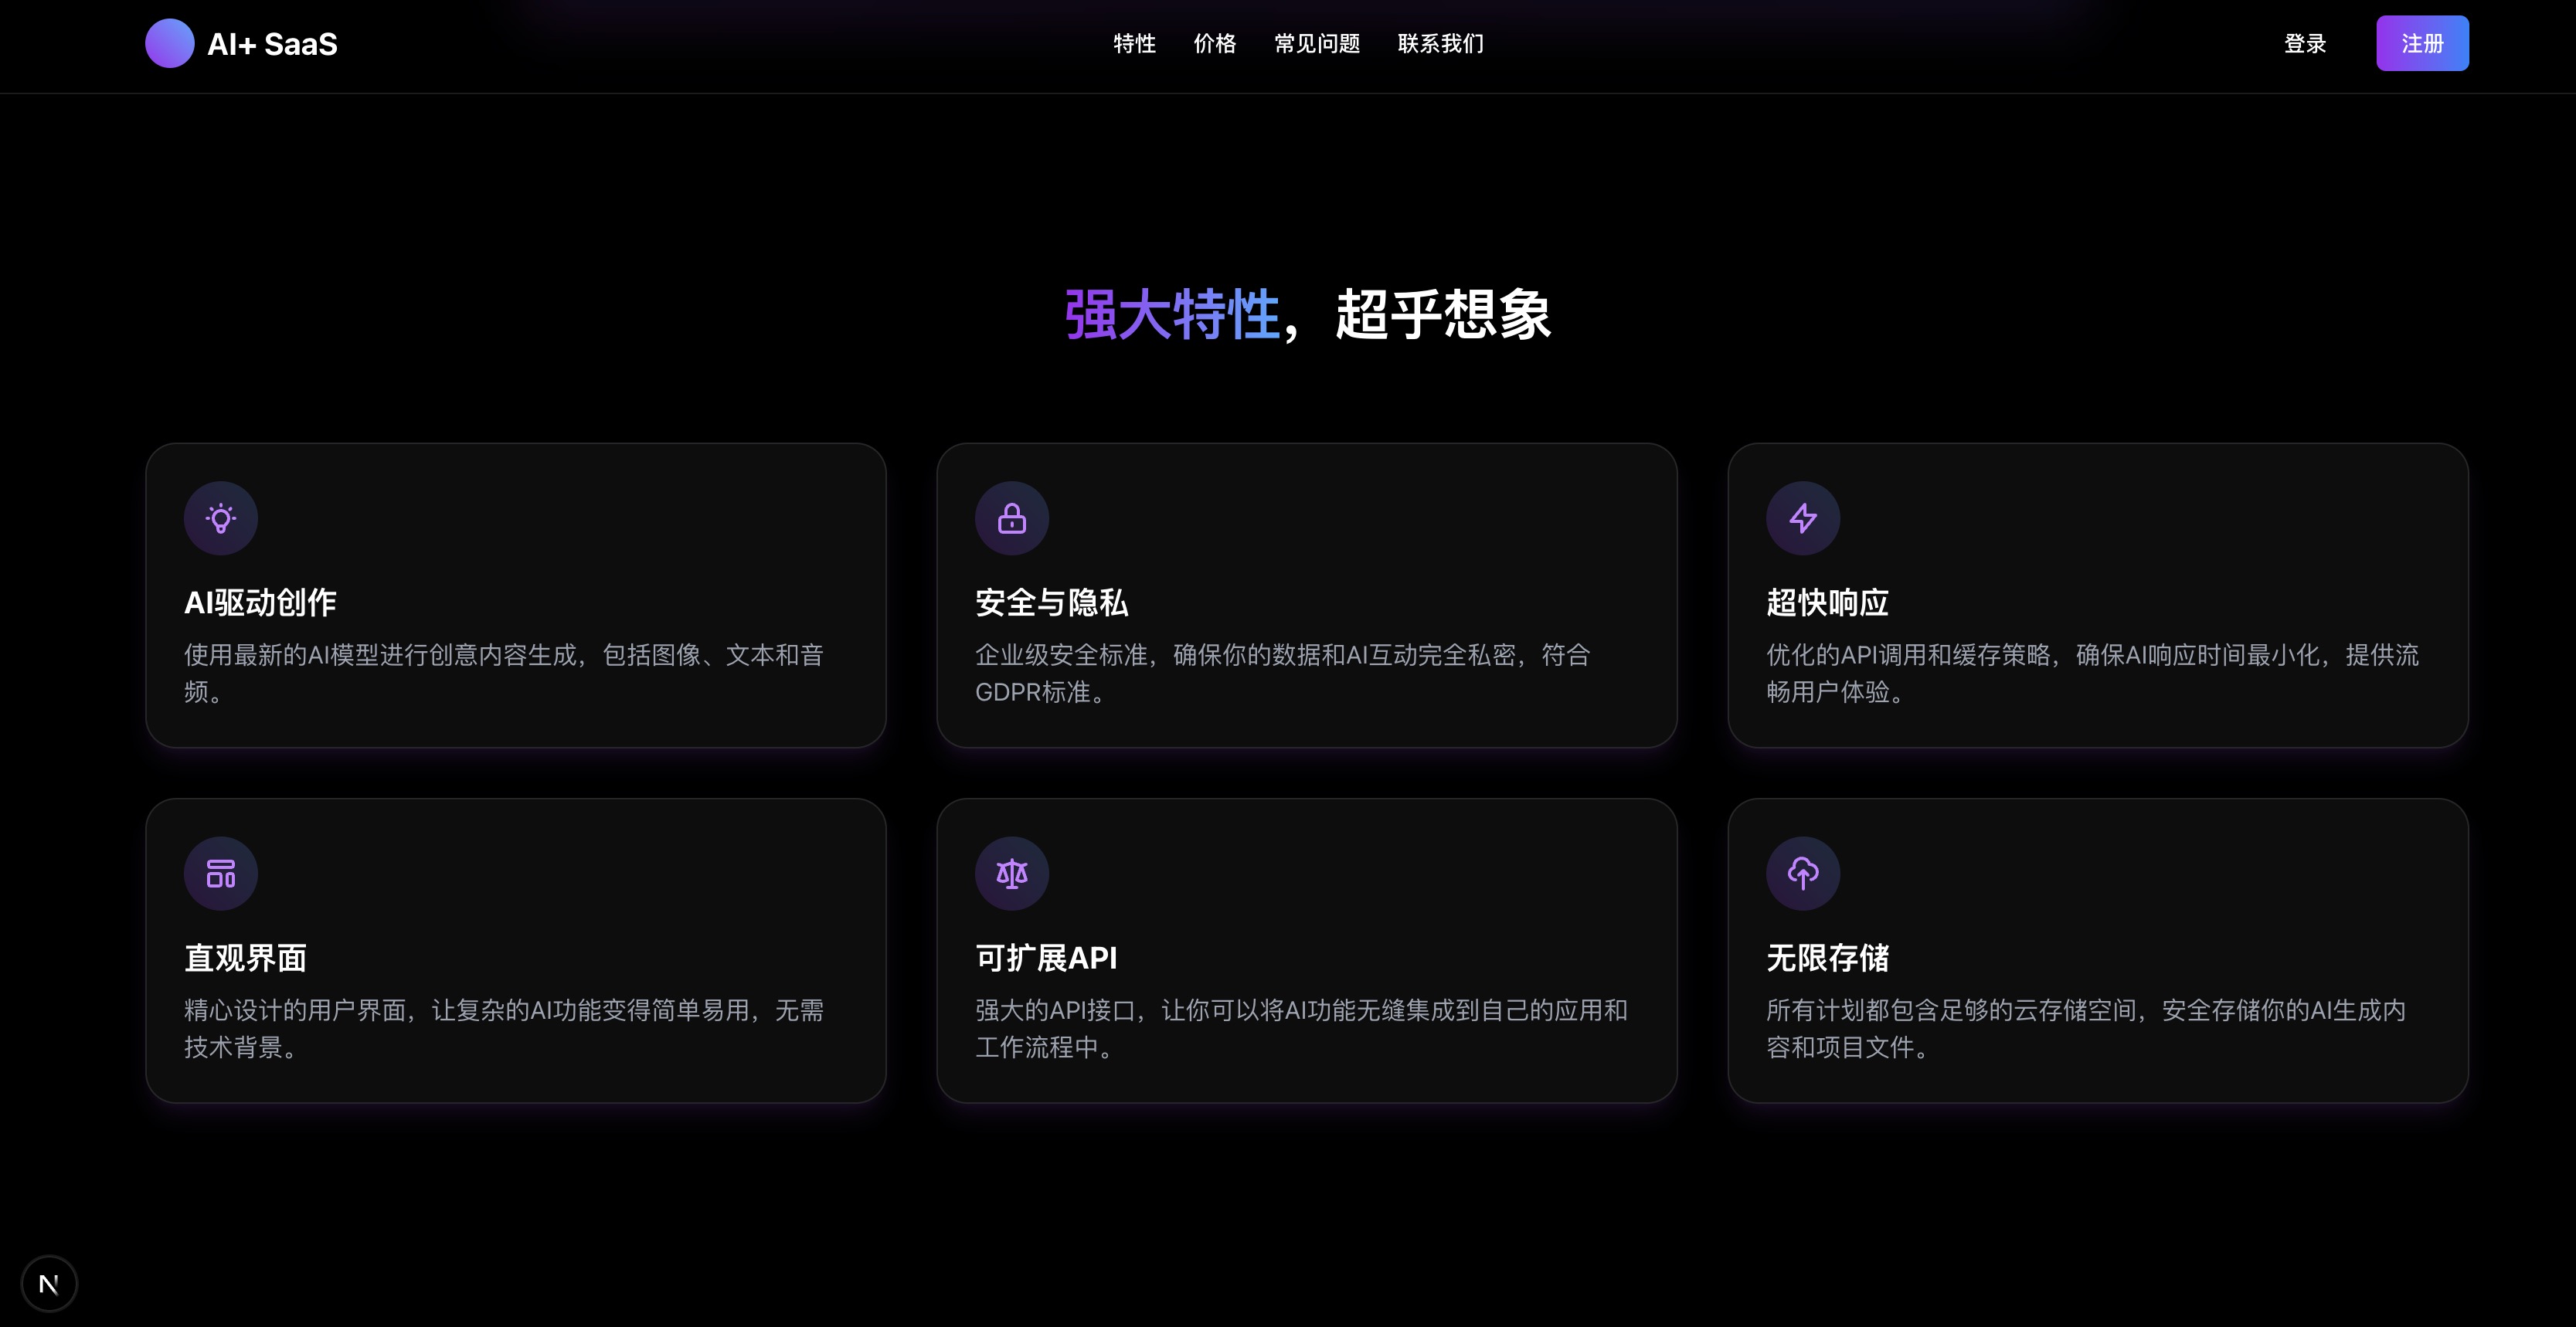 AI+ SaaS
特性 价格 常见问题 联系我们
登录 注册
强大特性，超乎想象
AI驱动创作
使用最新的AI模型进行创意内容生成，包括图像、文本和音
频。
安全与隐私
企业级安全标准，确保你的数据和AI互动完全私密，符合
GDPR标准。
超快响应
优化的API调用和缓存策略，确保AI响应时间最小化，提供流
畅用户体验。
直观界面
精心设计的用户界面，让复杂的AI功能变得简单易用，无需
技术背景。
可扩展API
强大的API接口，让你可以将AI功能无缝集成到自己的应用和
工作流程中。
无限存储
所有计划都包含足够的云存储空间，安全存储你的AI生成内
容和项目文件。
N